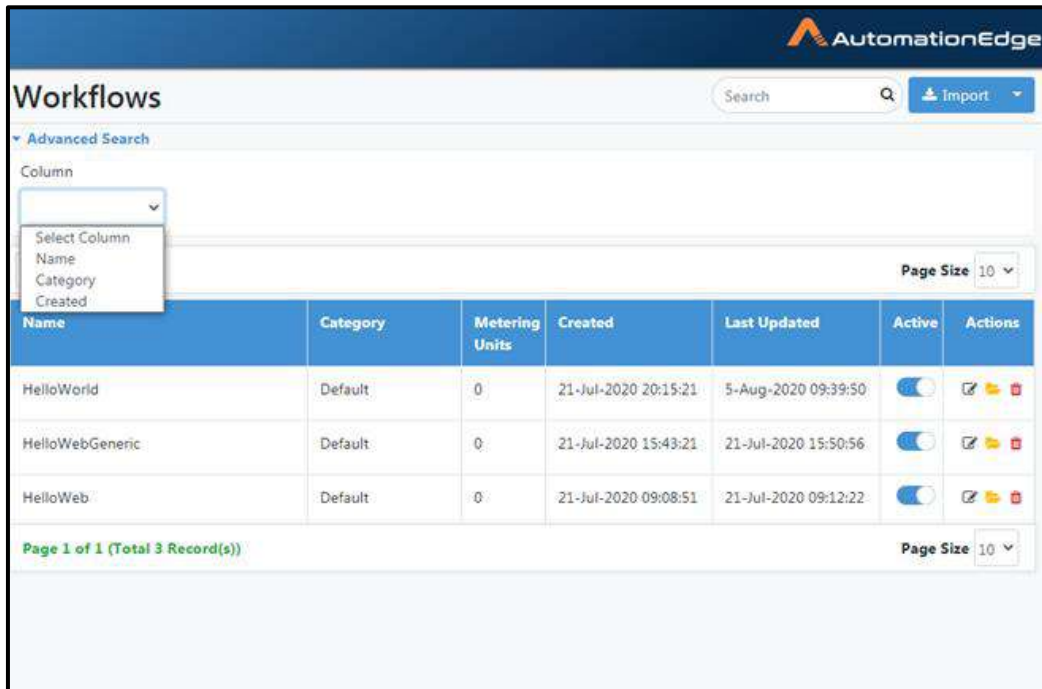 AutomationEdge
Workflows
Search
Import
Advanced Search
Column
Select Column
Name
Category
Created
Page Size 10
Name Category Metering Units Created Last Updated Active Actions
HelloWorld Default 0 21-Jul-2020 20:15:21 5-Aug-2020 09:39:50
HelloWebGeneric Default 0 21-Jul-2020 15:43:21 21-Jul-2020 15:50:56
HelloWeb Default 0 21-Jul-2020 09:08:51 21-Jul-2020 09:12:22
Page 1 of 1 (Total 3 Record(s)) Page Size 10